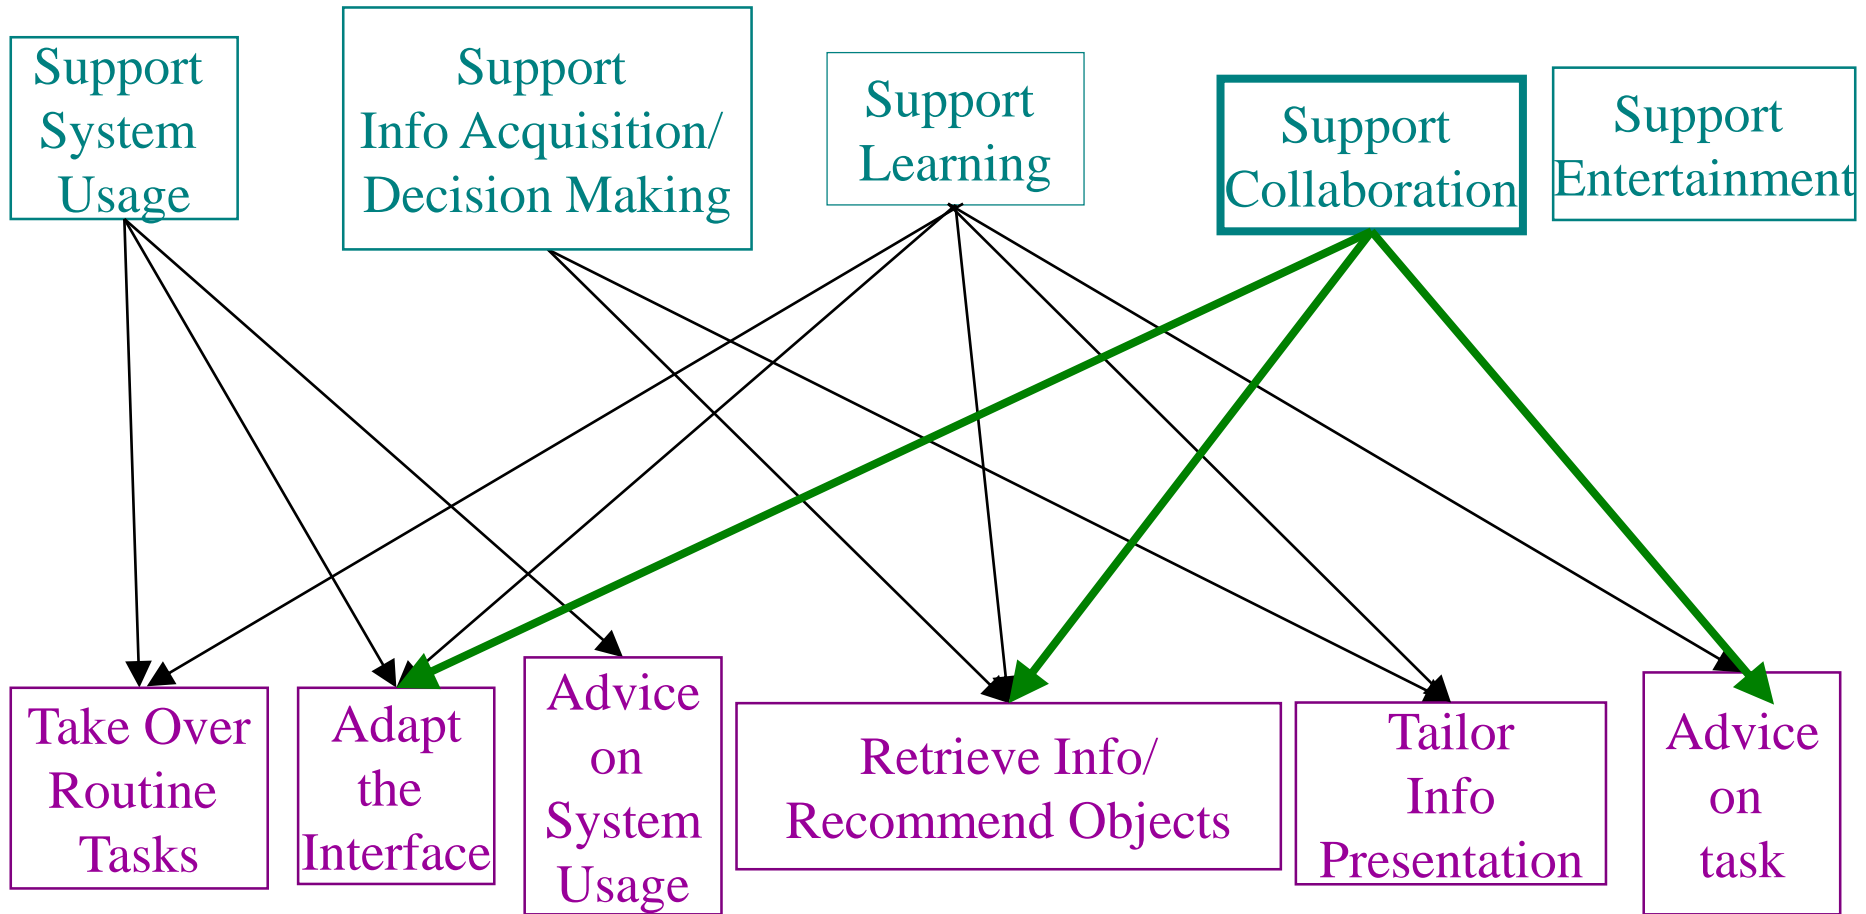 Support
System
Usage
Support
Info Acquisition/
Decision Making
Support
Learning
Support
Collaboration
Support
Entertainment
Take Over
Routine
Tasks
Adapt
the
Interface
Advice
on
System
Usage
Retrieve Info/
Recommend Objects
Tailor
Info
Presentation
Advice
on
task